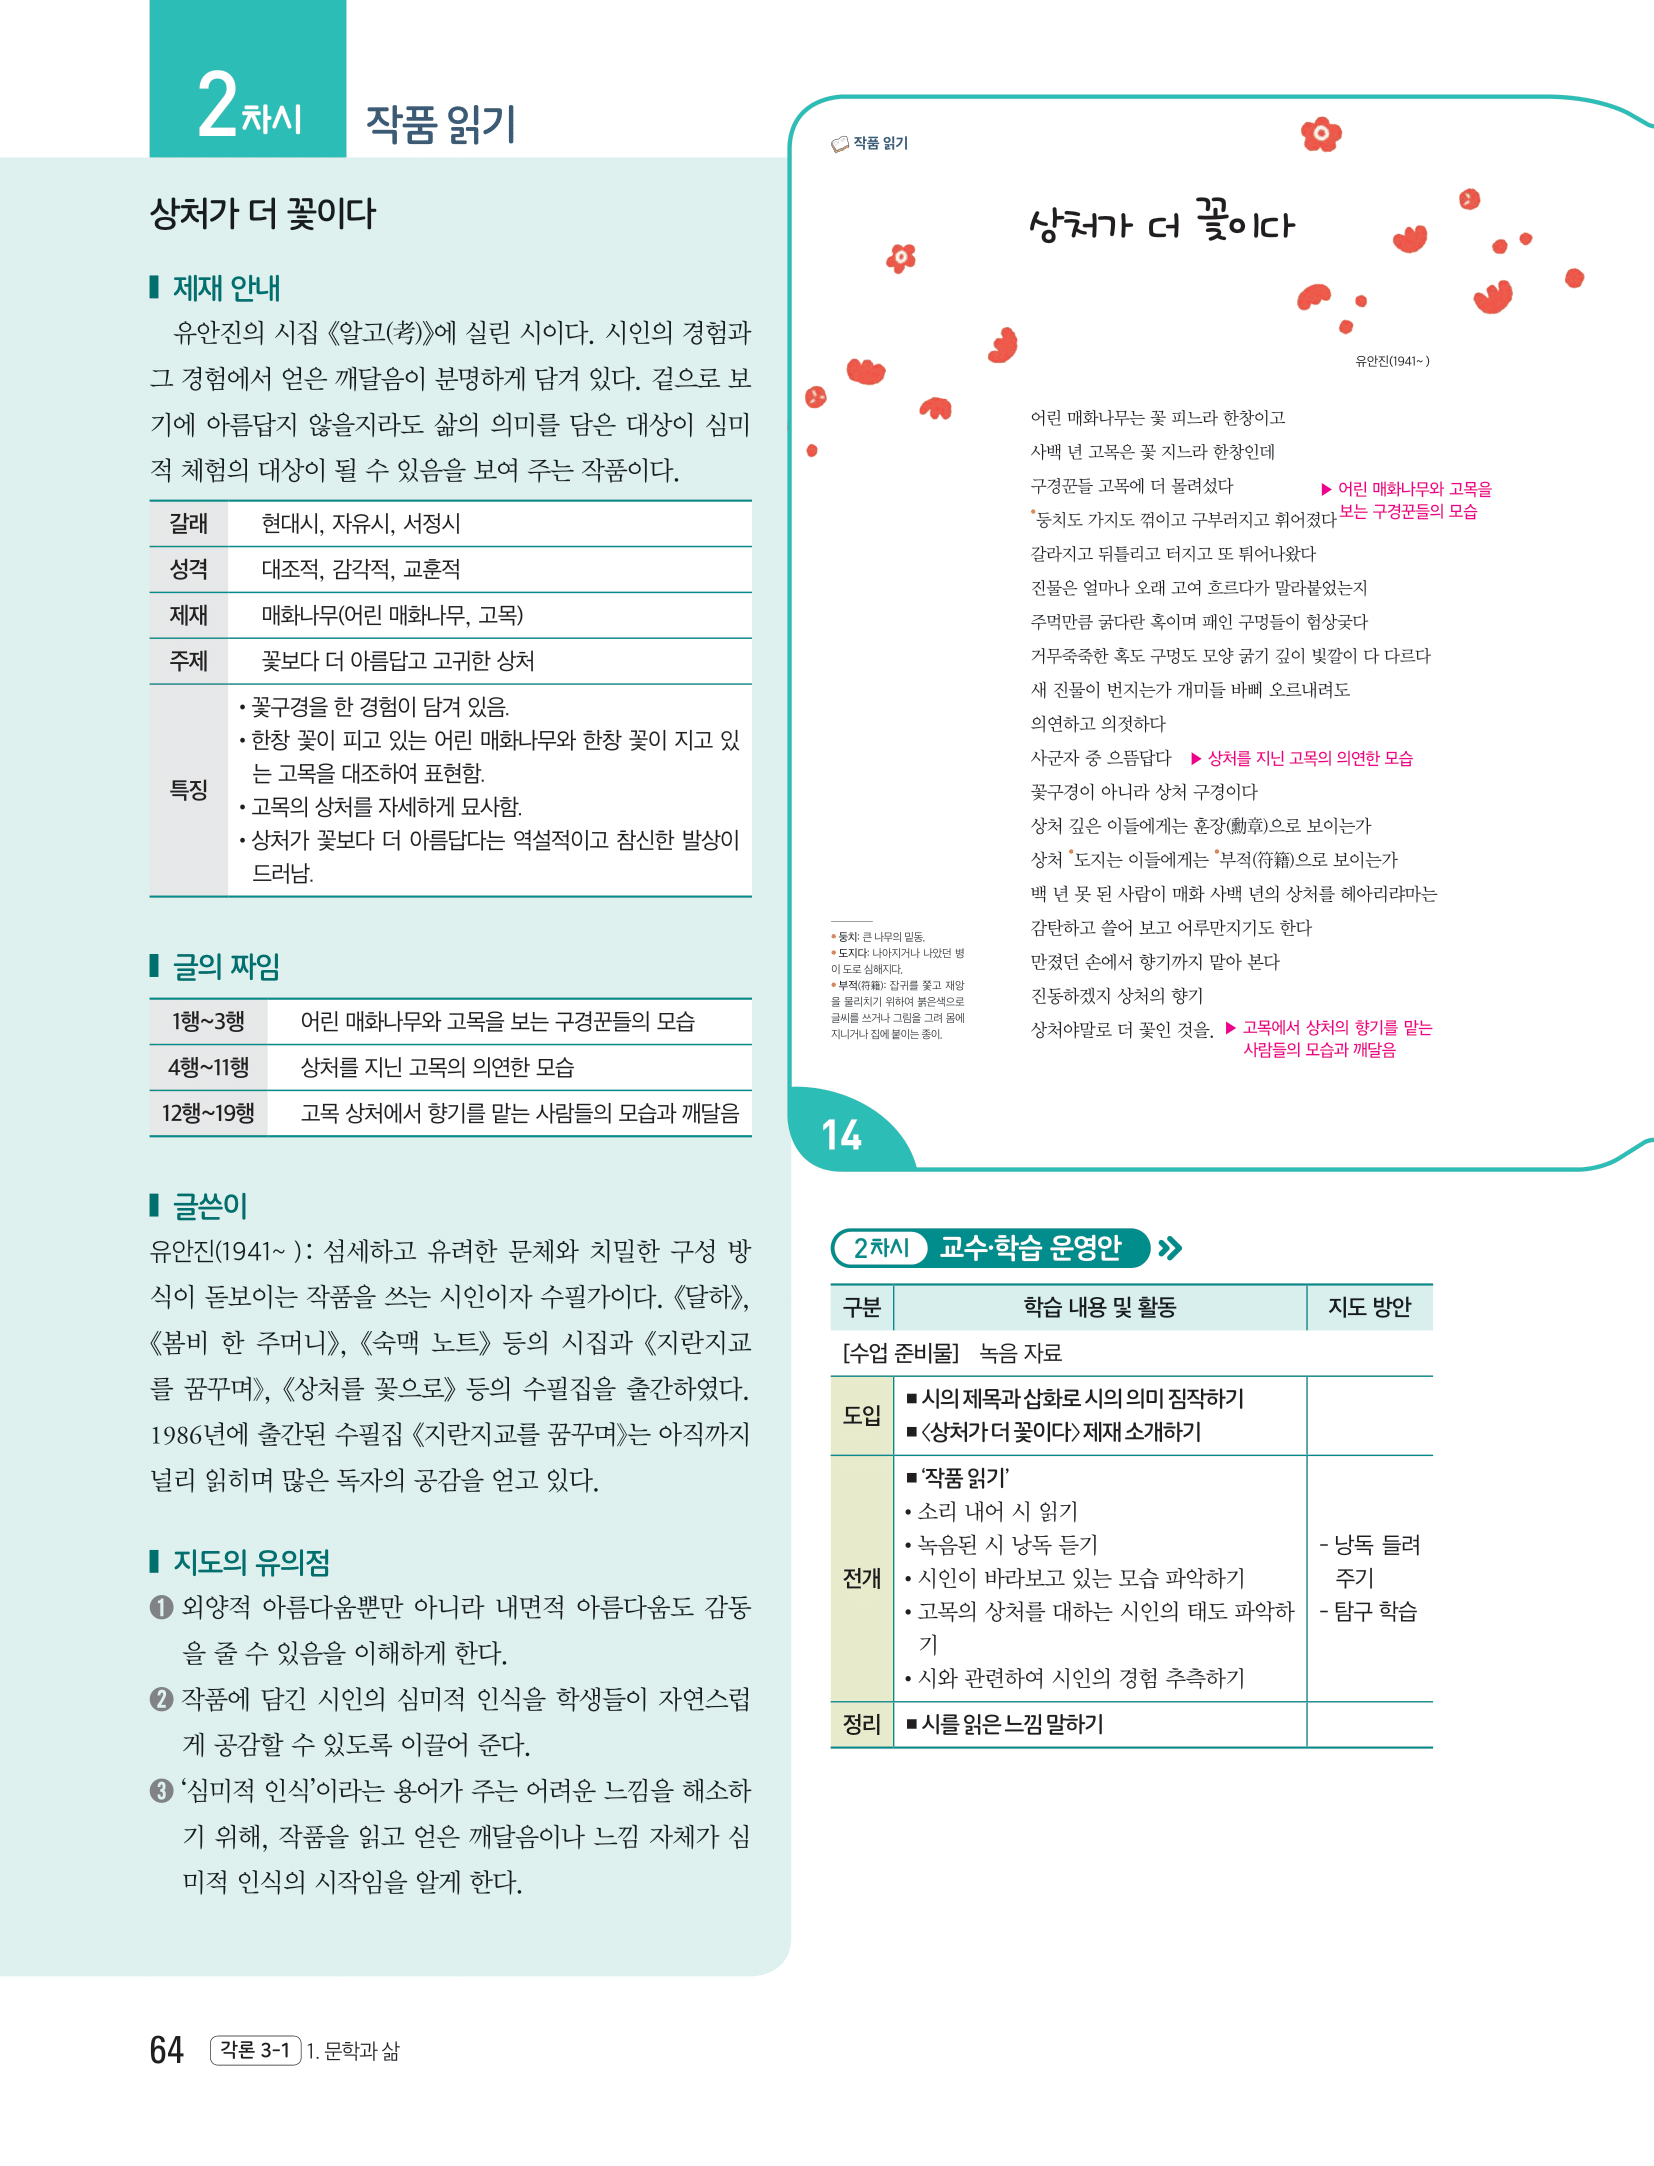 2차시
작품 읽기
상처가 더 꽃이다
제재 안내
유안진의 시집 《알고(考)》에 실린 시이다. 시인의 경험과
그 경험에서 얻은 깨달음이 분명하게 담겨 있다. 겉으로 보
기에 아름답지 않을지라도 삶의 의미를 담은 대상이 심미
적 체험의 대상이 될 수 있음을 보여 주는 작품이다.
갈래 현대시, 자유시, 서정시
성격 대조적, 감각적, 교훈적
제재 매화나무(어린 매화나무, 고목)
주제 꽃보다 더 아름답고 고귀한 상처
특징
• 꽃구경을 한 경험이 담겨 있음.
• 한창 꽃이 피고 있는 어린 매화나무와 한창 꽃이 지고 있
는 고목을 대조하여 표현함.
• 고목의 상처를 자세하게 묘사함.
• 상처가 꽃보다 더 아름답다는 역설적이고 참신한 발상이
드러남.
글의 짜임
1행~3행 어린 매화나무와 고목을 보는 구경꾼들의 모습
4행~11행 상처를 지닌 고목의 의연한 모습
12행~19행 고목 상처에서 향기를 맡는 사람들의 모습과 깨달음
글쓴이
유안진(1941~ ): 섬세하고 유려한 문체와 치밀한 구성 방
식이 돋보이는 작품을 쓰는 시인이자 수필가이다. 《달하》,
《봄비 한 주머니》, 《숙맥 노트》 등의 시집과 《지란지교
를 꿈꾸며》, 《상처를 꽃으로》 등의 수필집을 출간하였다.
1986년에 출간된 수필집 《지란지교를 꿈꾸며》는 아직까지
널리 읽히며 많은 독자의 공감을 얻고 있다.
지도의 유의점
❶ 외양적 아름다움뿐만 아니라 내면적 아름다움도 감동
을 줄 수 있음을 이해하게 한다.
❷ 작품에 담긴 시인의 심미적 인식을 학생들이 자연스럽
게 공감할 수 있도록 이끌어 준다.
❸ ‘심미적 인식’이라는 용어가 주는 어려운 느낌을 해소하
기 위해, 작품을 읽고 얻은 깨달음이나 느낌 자체가 심
미적 인식의 시작임을 알게 한다.
작품 읽기
상처가 더 꽃이다
유안진(1941~ )
어린 매화나무는 꽃 피느라 한창이고
사백 년 고목은 꽃 지느라 한창인데
구경꾼들 고목에 더 몰려섰다
▶ 어린 매화나무와 고목을
보는 구경꾼들의 모습
•둥치도 가지도 꺾이고 구부러지고 휘어졌다
갈라지고 뒤틀리고 터지고 또 튀어나왔다
진물은 얼마나 오래 고여 흐르다가 말라붙었는지
주먹만큼 굵다란 혹이며 패인 구멍들이 험상궂다
거무죽죽한 혹도 구멍도 모양 굵기 깊이 빛깔이 다 다르다
새 진물이 번지는가 개미들 바삐 오르내려도
의연하고 의젓하다
사군자 중 으뜸답다 ▶ 상처를 지닌 고목의 의연한 모습
꽃구경이 아니라 상처 구경이다
상처 깊은 이들에게는 훈장(勳章)으로 보이는가
상처 •도지는 이들에게는 •부적(符籍)으로 보이는가
백 년 못 된 사람이 매화 사백 년의 상처를 헤아리랴마는
감탄하고 쓸어 보고 어루만지기도 한다
만졌던 손에서 향기까지 맡아 본다
진동하겠지 상처의 향기
상처야말로 더 꽃인 것을. ▶ 고목에서 상처의 향기를 맡는
사람들의 모습과 깨달음
• 둥치: 큰 나무의 밑동.
• 도지다: 나아지거나 나았던 병
이 도로 심해지다.
• 부적(符籍): 잡귀를 쫓고 재앙
을 물리치기 위하여 붉은색으로
글씨를 쓰거나 그림을 그려 몸에
지니거나 집에 붙이는 종이.
14
2차시 교수·학습 운영안
구분 학습 내용 및 활동 지도 방안
[수업 준비물] 녹음 자료
도입
■ 시의 제목과 삽화로 시의 의미 짐작하기
■ 〈상처가 더 꽃이다〉 제재 소개하기
전개
■ ‘작품 읽기’
• 소리 내어 시 읽기
• 녹음된 시 낭독 듣기
• 시인이 바라보고 있는 모습 파악하기
• 고목의 상처를 대하는 시인의 태도 파악하
기
• 시와 관련하여 시인의 경험 추측하기
- 낭독 들려
주기
- 탐구 학습
정리 ■ 시를 읽은 느낌 말하기
64 각론 3-1 1. 문학과 삶